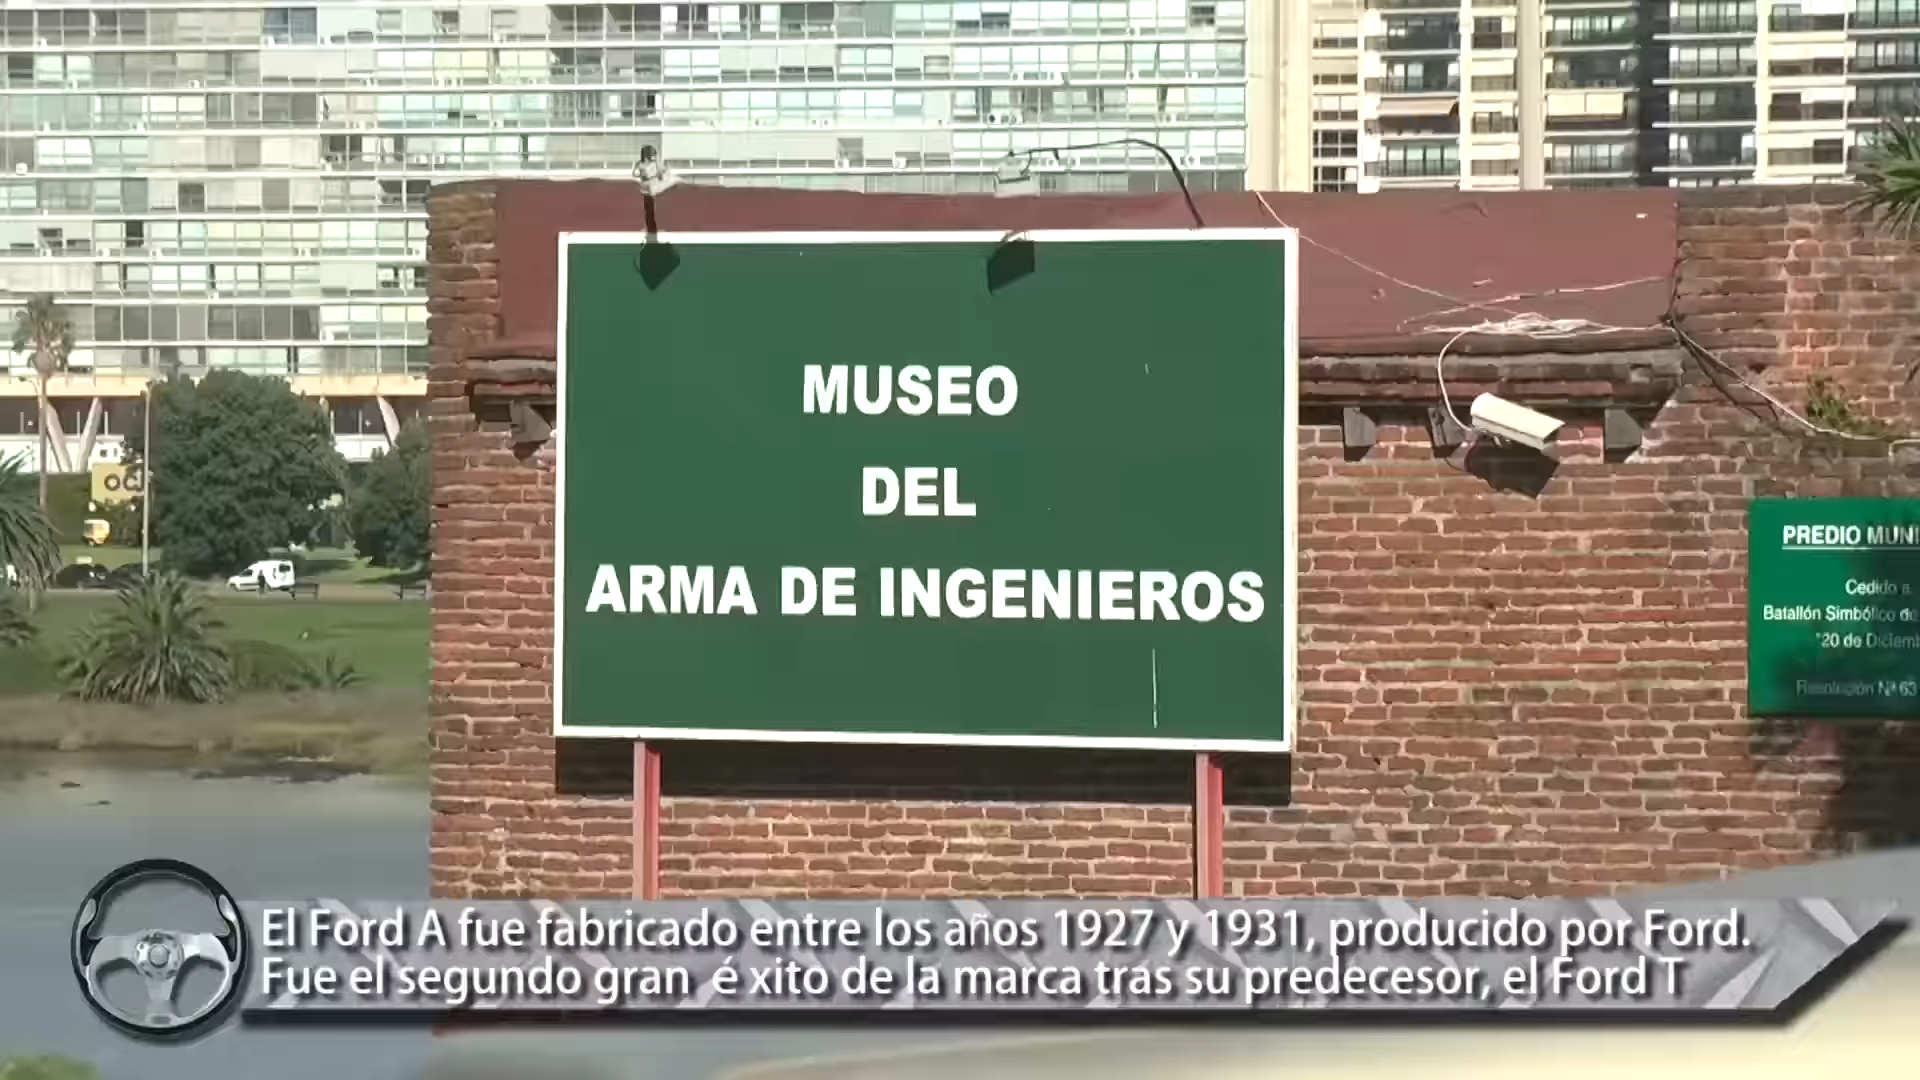 MUSEO
DEL
ARMA DE INGENIEROS
PREDIO MUNI
Cedido a
Batallón Simbólico de
"20 de Diciemb
Resolución Nº 63
El Ford A fue fabricado entre los años 1927 y 1931, producido por Ford.
Fue el segundo gran é xito de la marca tras su predecesor, el Ford T